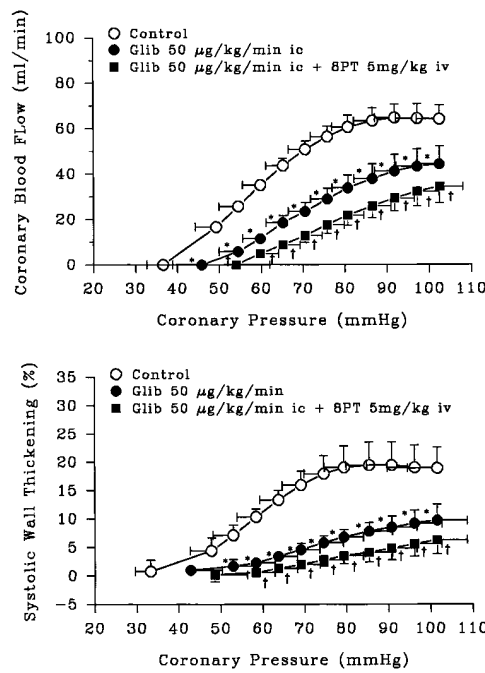 Control
Glib 50 μg/kg/min ic
Glib 50 μg/kg/min ic + 8PT 5mg/kg iv
Coronary Blood FLow (ml/min)
100
80
60
40
20
0
20 30 40 50 60 70 80 90 100 110
Coronary Pressure (mmHg)
Control
Glib 50 μg/kg/min
Glib 50 μg/kg/min ic + 8PT 5mg/kg iv
Systolic Wall Thickening (%)
35
30
25
20
15
10
5
0
−5
20 30 40 50 60 70 80 90 100 110
Coronary Pressure (mmHg)